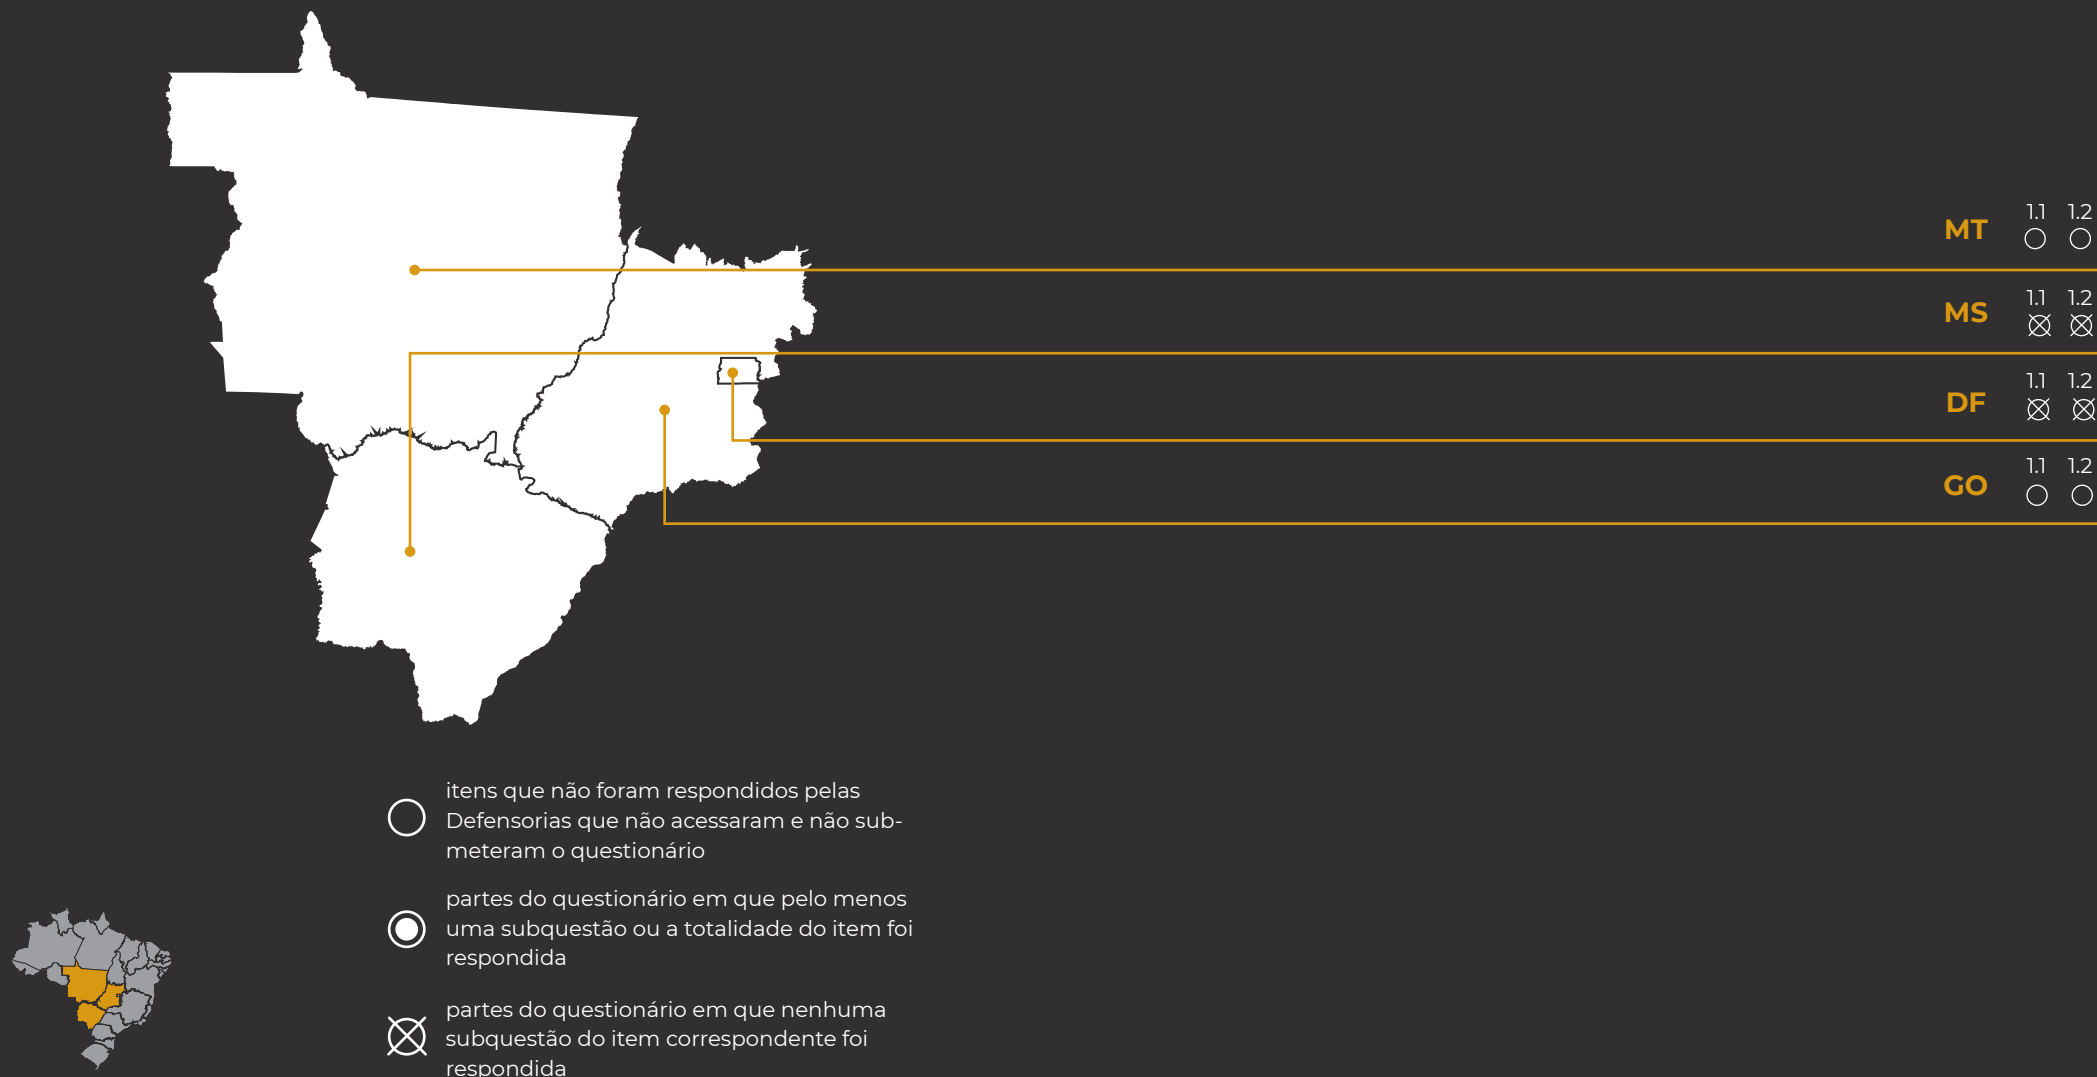 1.1 1.2
MT
1.1 1.2
MS
1.1 1.2
DF
1.1 1.2
GO
itens que não foram respondidos pelas
Defensorias que não acessaram e não sub-
meteram o questionário
partes do questionário em que pelo menos
uma subquestão ou a totalidade do item foi
respondida
partes do questionário em que nenhuma
subquestão do item correspondente foi
respondida